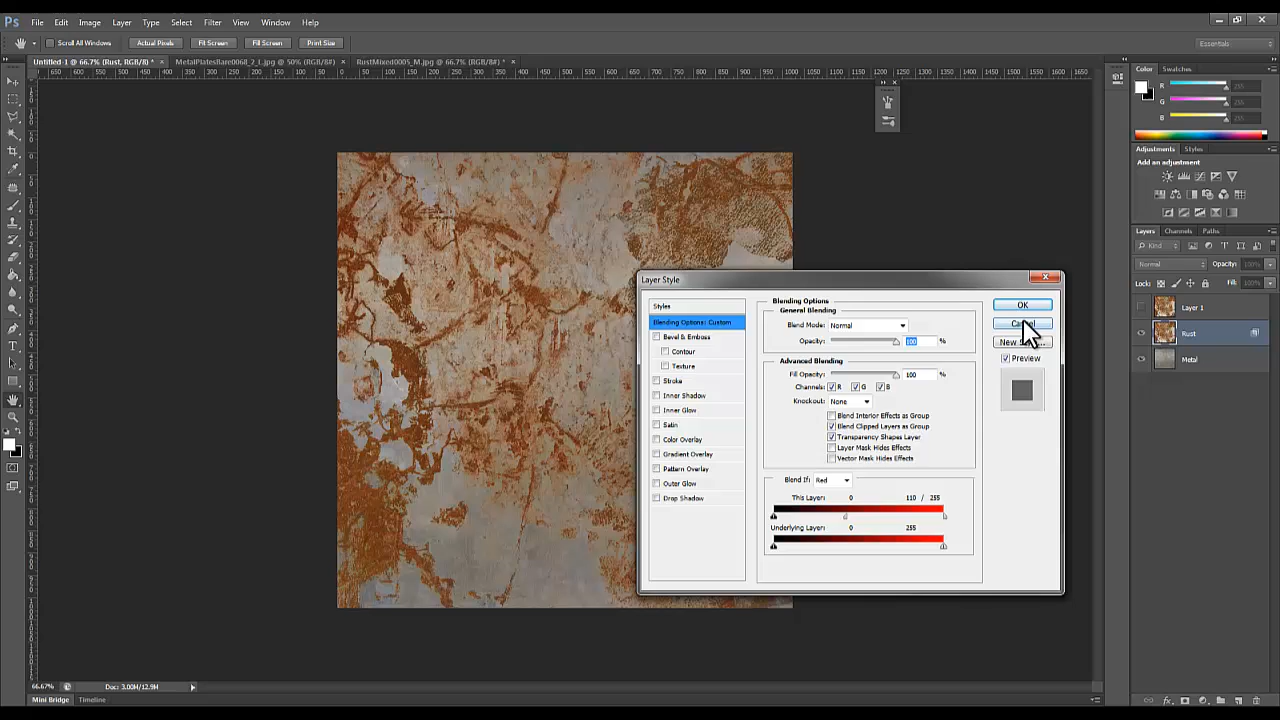 Ps File Edit Image Layer Type Select Filter View Window Help
Scroll All Windows Actual Pixels Fit Screen Fill Screen Print Size Essentials
Untitled-1 @ 66.7% (Rust, RGB/8) * × MetalPlatesBare0068_2_L.jpg @ 50% (RGB/8#) × RustMixed0005_M.jpg @ 66.7% (RGB/8#) * ×
Color Swatches
R 255
G 255
B 255
Adjustments Styles
Add an adjustment
Layers Channels Paths
Kind
Normal Opacity: 100%
Lock: Fill: 100%
Layer 1
Rust
Metal
Layer Style
Styles
Blending Options: Custom
Bevel & Emboss
Contour
Texture
Stroke
Inner Shadow
Inner Glow
Satin
Color Overlay
Gradient Overlay
Pattern Overlay
Outer Glow
Drop Shadow
Blending Options
General Blending
Blend Mode: Normal
Opacity: 100 %
Advanced Blending
Fill Opacity: 100 %
Channels: R G B
Knockout: None
Blend Interior Effects as Group
Blend Clipped Layers as Group
Transparency Shapes Layer
Layer Mask Hides Effects
Vector Mask Hides Effects
Blend If: Red
This Layer: 0 110 / 255
Underlying Layer: 0 255
OK
Preview
66.67% Doc: 3.00M/12.9M
Mini Bridge Timeline